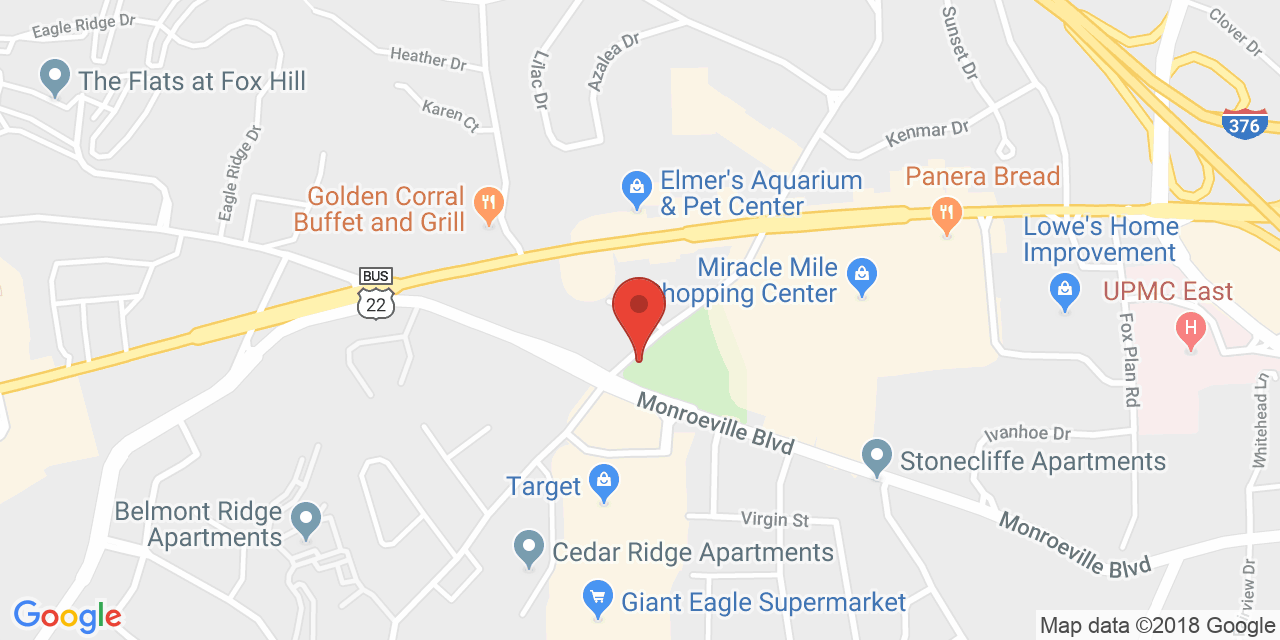 Eagle Ridge Dr
Heather Dr
Lilac Dr
Azalea Dr
Sunset Dr
Clover Dr
The Flats at Fox Hill
Karen Ct
Kenmar Dr
376
Eagle Ridge Dr
Golden Corral
Buffet and Grill
Elmer's Aquarium
& Pet Center
Panera Bread
Lowe's Home
Improvement
BUS
22
Miracle Mile
hopping Center
UPMC East
H
Fox Plan Rd
Whitehead Ln
Monroeville Blvd
Ivanhoe Dr
Stonecliffe Apartments
Target
Belmont Ridge
Apartments
Virgin St
Monroeville Blvd
Cedar Ridge Apartments
rview Dr
Giant Eagle Supermarket
Google
Map data ©2018 Google